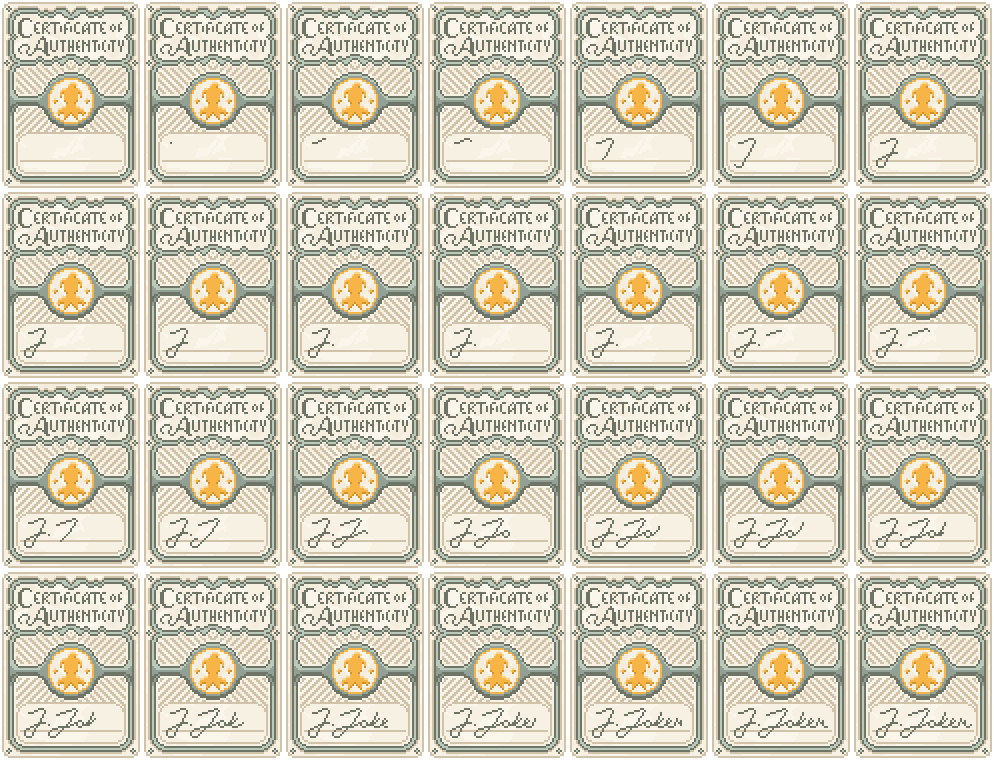 CERTIFICATE OF CERTIFICATE OF CERTIFICATE OF CERTIFICATE OF CERTIFICATE OF CERTIFICATE OF CERTIFICATE OF
AUTHENTICITY AUTHENTICITY AUTHENTICITY AUTHENTICITY AUTHENTICITY AUTHENTICITY AUTHENTICITY
J
CERTIFICATE OF CERTIFICATE OF CERTIFICATE OF CERTIFICATE OF CERTIFICATE OF CERTIFICATE OF CERTIFICATE OF
AUTHENTICITY AUTHENTICITY AUTHENTICITY AUTHENTICITY AUTHENTICITY AUTHENTICITY AUTHENTICITY
J J J. J. J. J. J.
CERTIFICATE OF CERTIFICATE OF CERTIFICATE OF CERTIFICATE OF CERTIFICATE OF CERTIFICATE OF CERTIFICATE OF
AUTHENTICITY AUTHENTICITY AUTHENTICITY AUTHENTICITY AUTHENTICITY AUTHENTICITY AUTHENTICITY
J. J. J J. J J. Jo J. Jo J. Jo J. Jok
CERTIFICATE OF CERTIFICATE OF CERTIFICATE OF CERTIFICATE OF CERTIFICATE OF CERTIFICATE OF CERTIFICATE OF
AUTHENTICITY AUTHENTICITY AUTHENTICITY AUTHENTICITY AUTHENTICITY AUTHENTICITY AUTHENTICITY
J. Jok J. Jok J. Joke J. Joker J. Joker J. Joker J. Joker